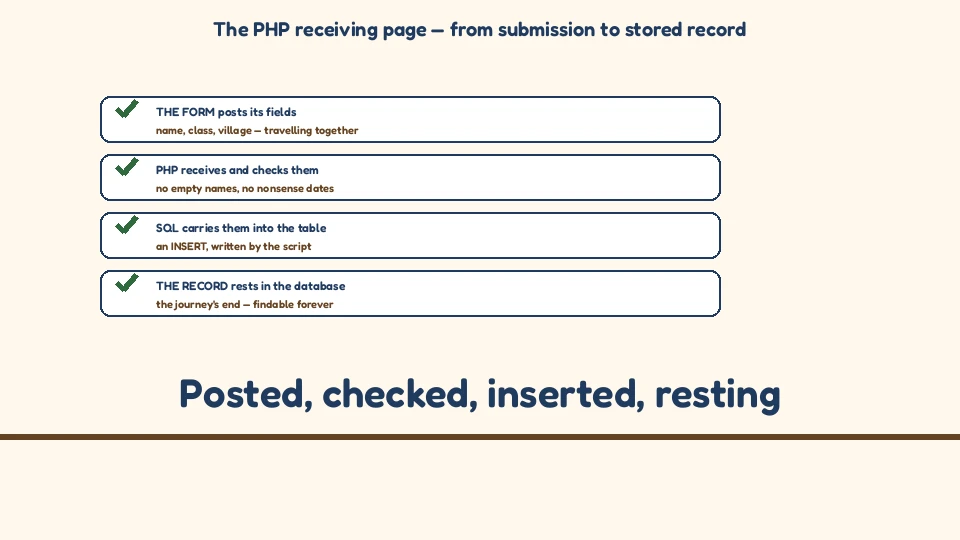 The PHP receiving page — from submission to stored record
THE FORM posts its fields
name, class, village — travelling together
PHP receives and checks them
no empty names, no nonsense dates
SQL carries them into the table
an INSERT, written by the script
THE RECORD rests in the database
the journey's end — findable forever
Posted, checked, inserted, resting